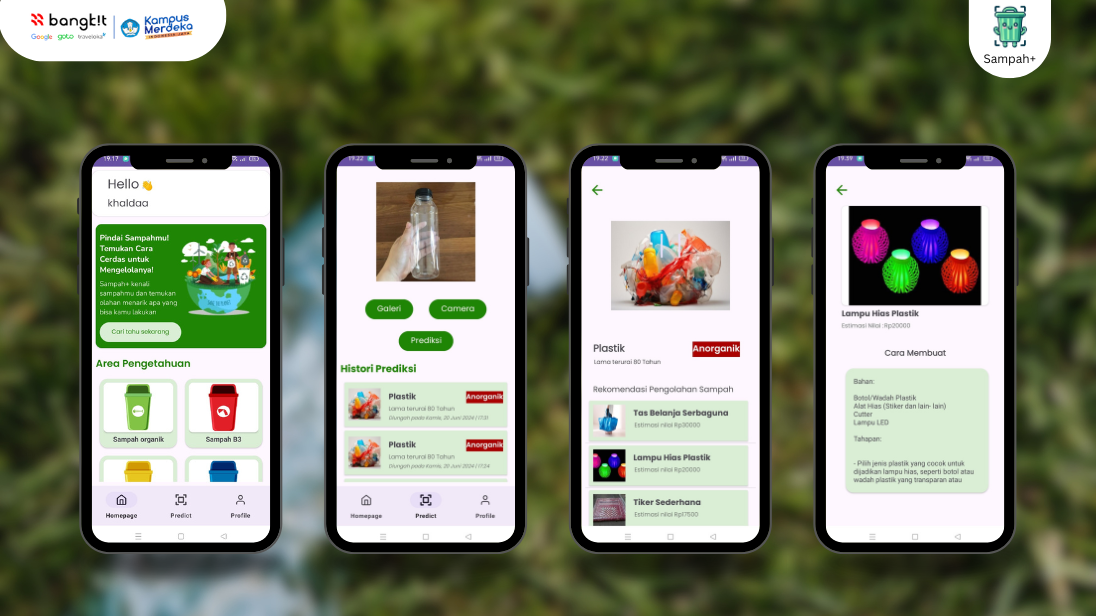 bangk!t
Google goto traveloka
Kampus
Merdeka
INDONESIA JAYA
Sampah+
19.17
Hello 👋
khaldaa
Pindai Sampahmu!
Temukan Cara
Cerdas untuk
Mengelolanya!
Sampah+ kenali
sampahmu dan temukan
olahan menarik apa yang
bisa kamu lakukan
Cari tahu sekarang
Area Pengetahuan
Sampah organik
Sampah B3
Homepage
Predict
Profile
19.22
Galeri
Camera
Prediksi
Histori Prediksi
Plastik
Anorganik
Lama terurai 80 Tahun
Diunggah pada Kamis, 20 Juni 2024 | 17.31
Plastik
Anorganik
Lama terurai 80 Tahun
Diunggah pada Kamis, 20 Juni 2024 | 17.24
Homepage
Predict
Profile
19.22
Plastik
Anorganik
Lama terurai 80 Tahun
Rekomendasi Pengolahan Sampah
Tas Belanja Serbaguna
Estimasi nilai Rp30000
Lampu Hias Plastik
Estimasi nilai Rp20000
Tiker Sederhana
Estimasi nilai Rp17500
19.39
Lampu Hias Plastik
Estimasi Nilai : Rp20000
Cara Membuat
Bahan:
Botol/Wadah Plastik
Alat Hias (Stiker dan lain- lain)
Cutter
Lampu LED
Tahapan:
- Pilih jenis plastik yang cocok untuk
dijadikan lampu hias, seperti botol atau
wadah plastik yang transparan atau